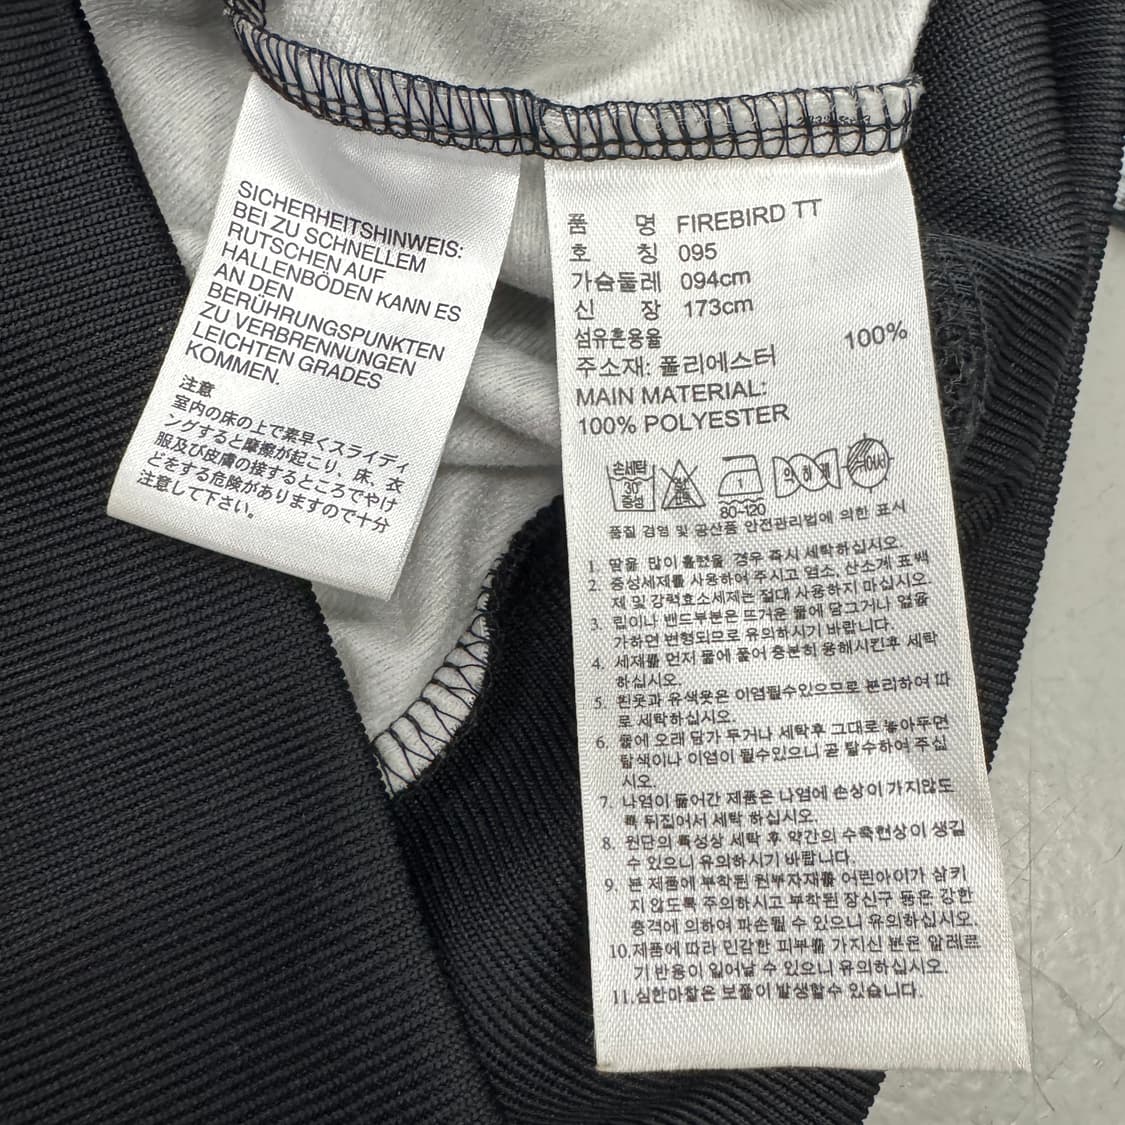 SICHERHEITSHINWEIS:
BEI ZU SCHNELLEM
RUTSCHEN AUF
HALLENBÖDEN KANN ES
AN DEN
BERÜHRUNGSPUNKTEN
ZU VERBRENNUNGEN
LEICHTEN GRADES
KOMMEN.
注意
室内の床の上で素早くスライディ
ングすると摩擦が起こり、床、衣
服及び皮膚の接するところでやけ
どをする危険がありますので十分
注意して下さい。
품 명 FIREBIRD TT
호 칭 095
가슴둘레 094cm
신 장 173cm
섬유혼용율
주소재: 폴리에스터 100%
MAIN MATERIAL:
100% POLYESTER
손세탁
30°
중성
80-120
품질 경영 및 공산품 안전관리법에 의한 표시
1. 땀을 많이 흘렸을 경우 즉시 세탁하십시오.
2. 중성세제를 사용하여 주시고 염소, 산소계 표백
제 및 강력효소세제는 절대 사용하지 마십시오.
3. 립이나 밴드부분은 뜨거운 물에 담그거나 열을
가하면 변형되므로 유의하시기 바랍니다.
4. 세제를 먼저 물에 풀어 충분히 용해시킨후 세탁
하십시오.
5. 흰옷과 유색옷은 이염될수있으므로 분리하여 따
로 세탁하십시오.
6. 물에 오래 담가 두거나 세탁후 그대로 놓아두면
탈색이나 이염이 될수있으니 곧 탈수하여 주십
시오.
7. 나염이 들어간 제품은 나염에 손상이 가지않도
록 뒤집어서 세탁 하십시오.
8. 원단의 특성상 세탁 후 약간의 수축현상이 생길
수 있으니 유의하시기 바랍니다.
9. 본 제품에 부착된 원부자재를 어린아이가 삼키
지 않도록 주의하시고 부착된 장신구 등은 강한
충격에 의하여 파손될 수 있으니 유의하십시오.
10.제품에 따라 민감한 피부를 가지신 분은 알레르
기 반응이 일어날 수 있으니 유의하십시오.
11.심한마찰은 보풀이 발생할수 있습니다.